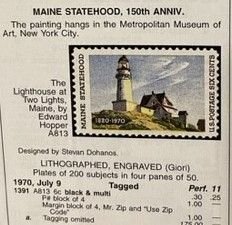 MAINE STATEHOOD, 150th ANNIV.
The painting hangs in the Metropolitan Museum of
Art, New York City.
The
Lighthouse at
Two Lights,
Maine, by
Edward
Hopper
A813
MAINE STATEHOOD
1820-1970
U.S. POSTAGE SIX CENTS
Designed by Stevan Dohanos.
LITHOGRAPHED, ENGRAVED (Giori)
Plates of 200 subjects in four panes of 50.
1970, July 9 Tagged Perf. 11
1391 A813 6c black & multi .30 .25
P# block of 4 1.00 —
Margin block of 4, Mr. Zip and "Use Zip
Code" 1.00 —
a. Tagging omitted
175.00